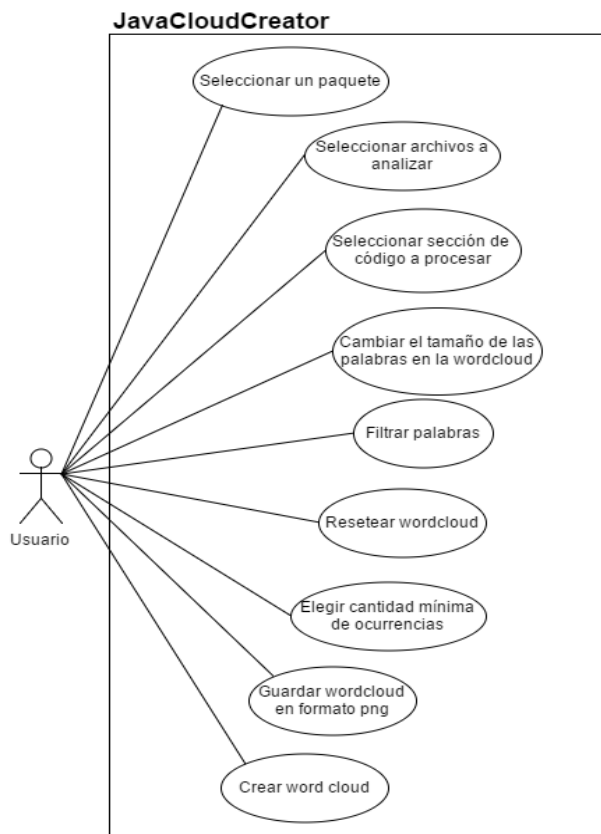 JavaCloudCreator
Seleccionar un paquete
Seleccionar archivos a
analizar
Seleccionar sección de
código a procesar
Cambiar el tamaño de las
palabras en la wordcloud
Filtrar palabras
Resetear wordcloud
Usuario
Elegir cantidad mínima
de ocurrencias
Guardar wordcloud
en formato png
Crear word cloud